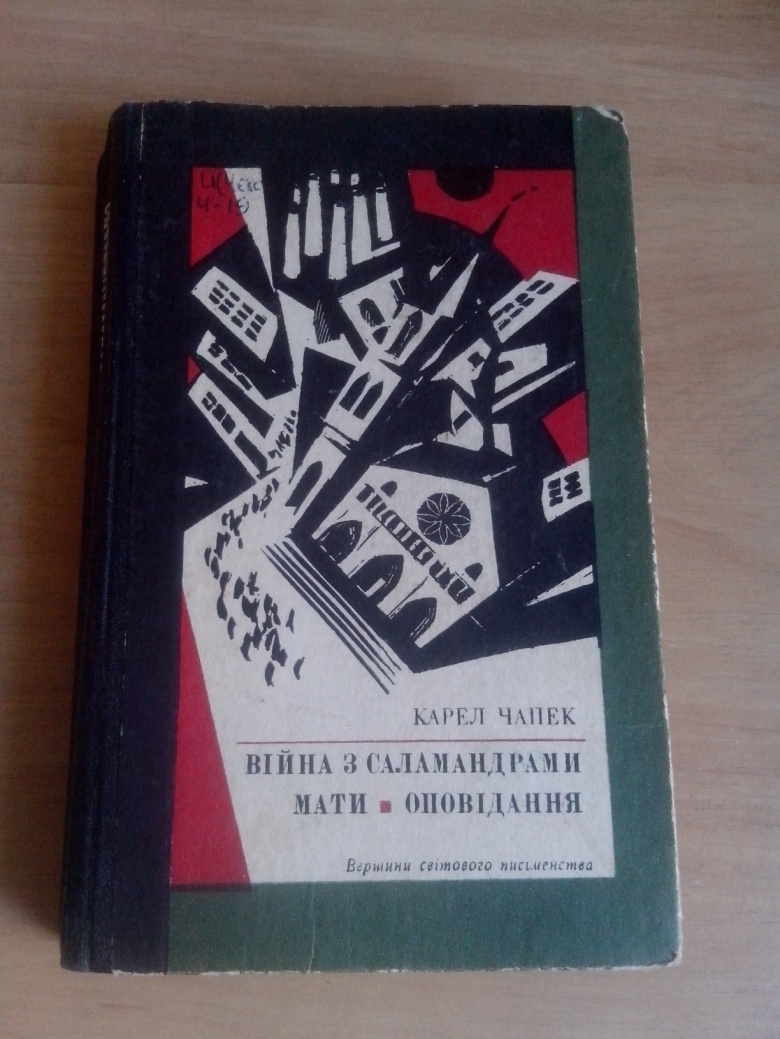 КАРЕЛ ЧАПЕК
ВІЙНА З САЛАМАНДРАМИ
МАТИ ▪ ОПОВІДАННЯ
Вершини світового письменства